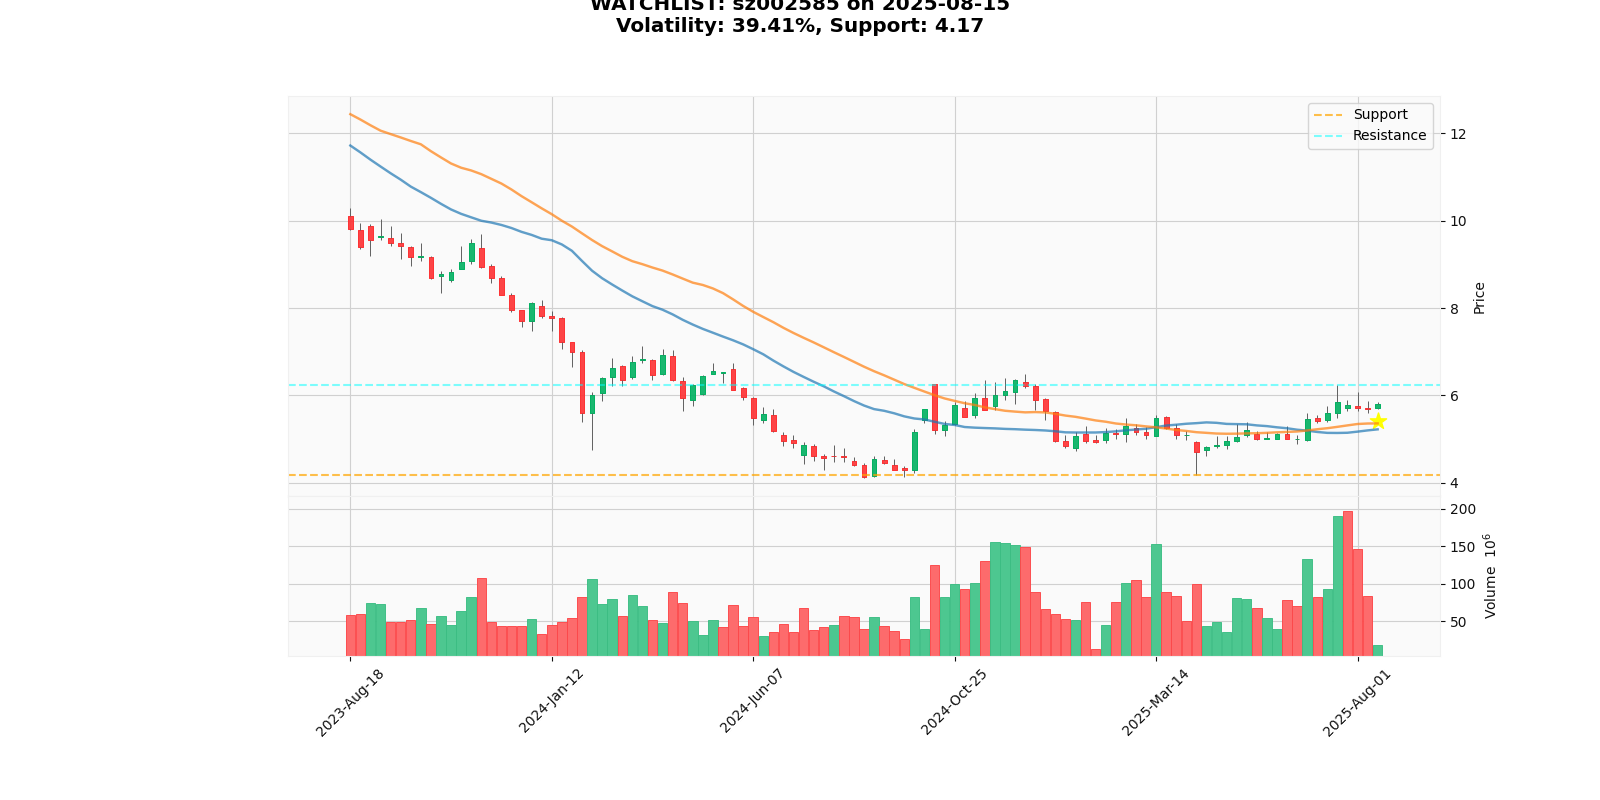 WATCHLIST: sz002585 on 2025-08-15
Volatility: 39.41%, Support: 4.17
Support
Resistance
12
10
8
6
4
Price
200
150
100
50
Volume 10⁶
2023-Aug-18
2024-Jan-12
2024-Jun-07
2024-Oct-25
2025-Mar-14
2025-Aug-01